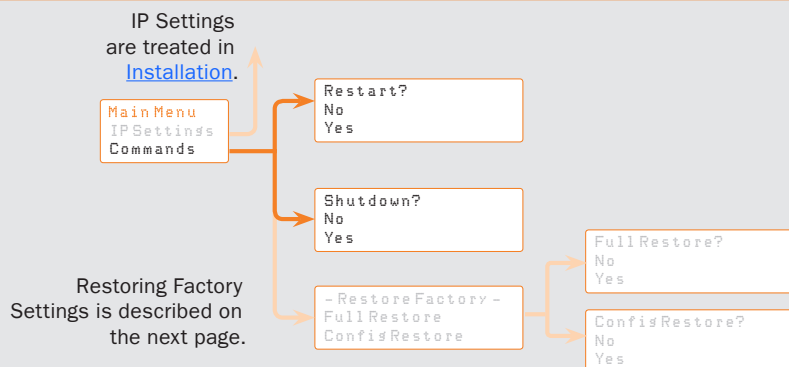 IP Settings
are treated in
Installation.
Main Menu
IP Settings
Commands
Restart?
No
Yes
Shutdown?
No
Yes
Restoring Factory
Settings is described on
the next page.
– Restore Factory –
Full Restore
Config Restore
Full Restore?
No
Yes
Config Restore?
No
Yes